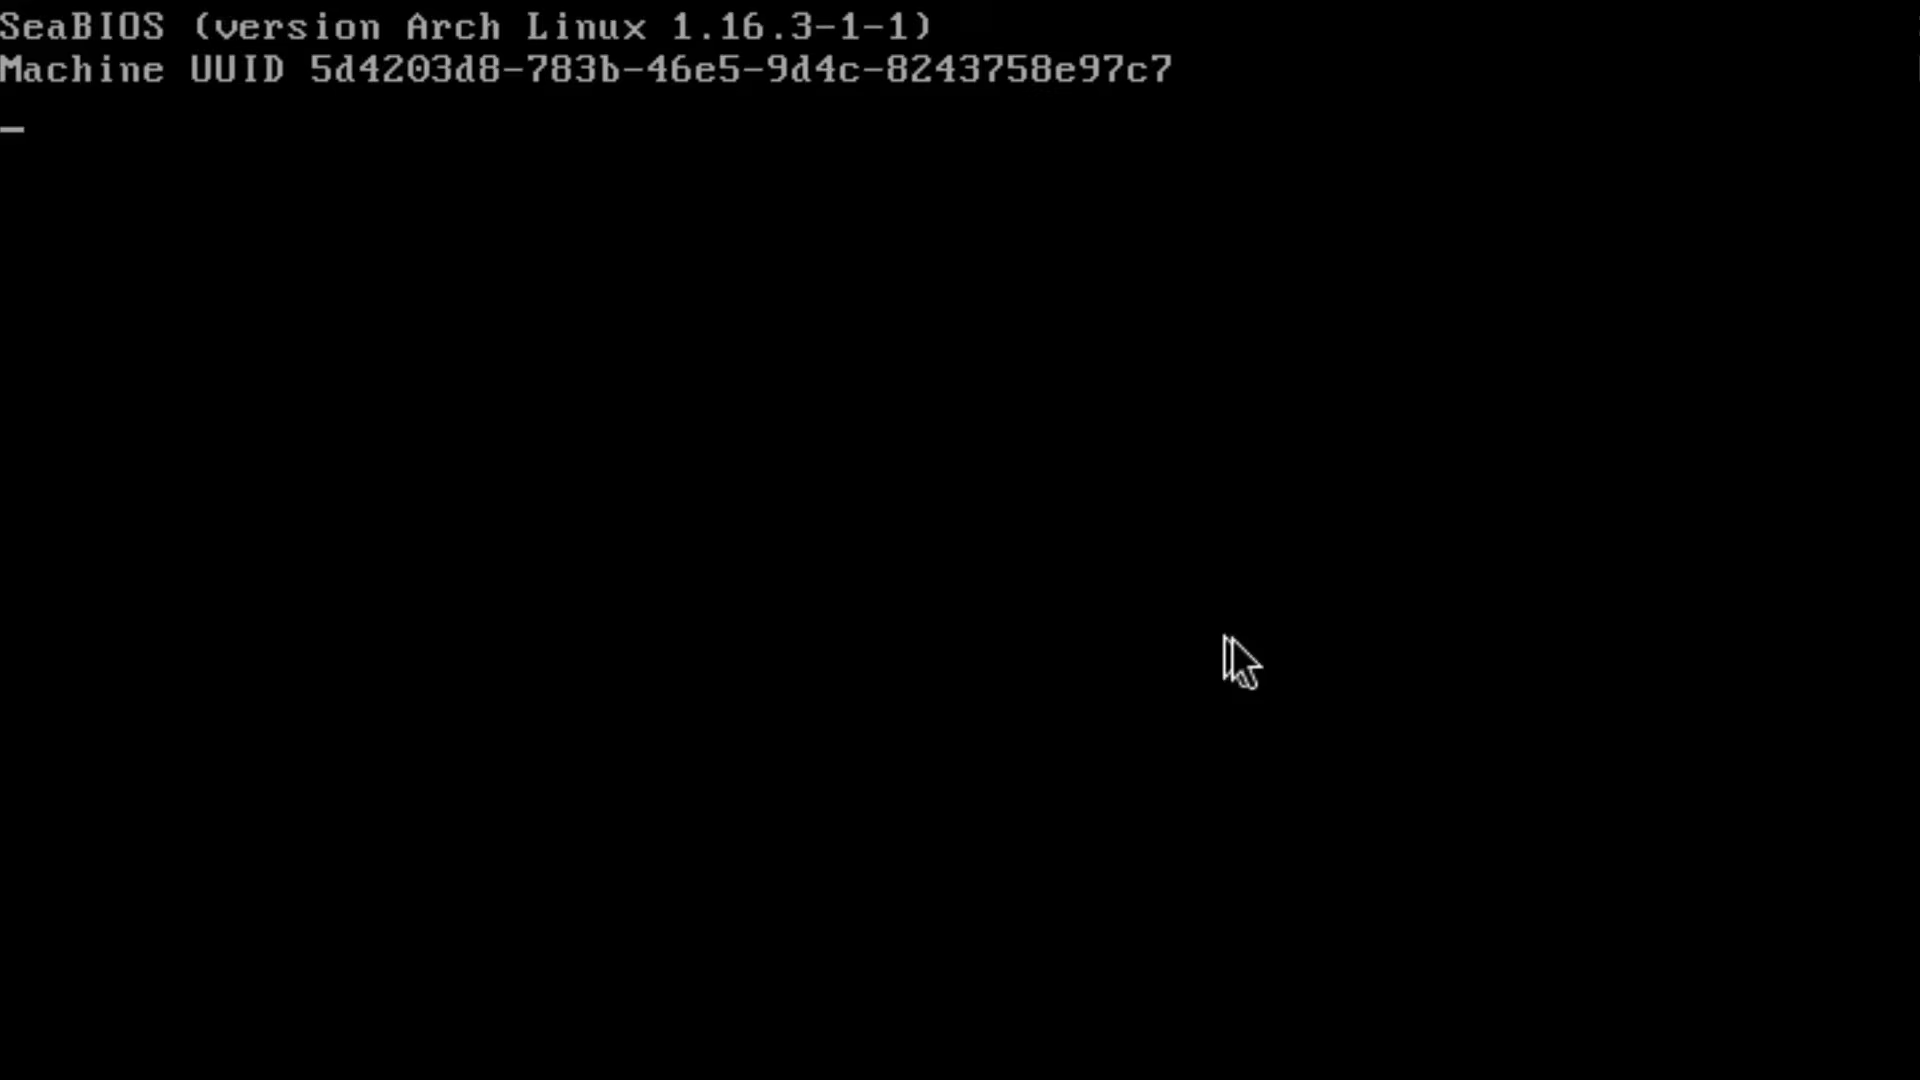 SeaBIOS (version Arch Linux 1.16.3-1-1)
Machine UUID 5d4203d8-783b-46e5-9d4c-8243758e97c7